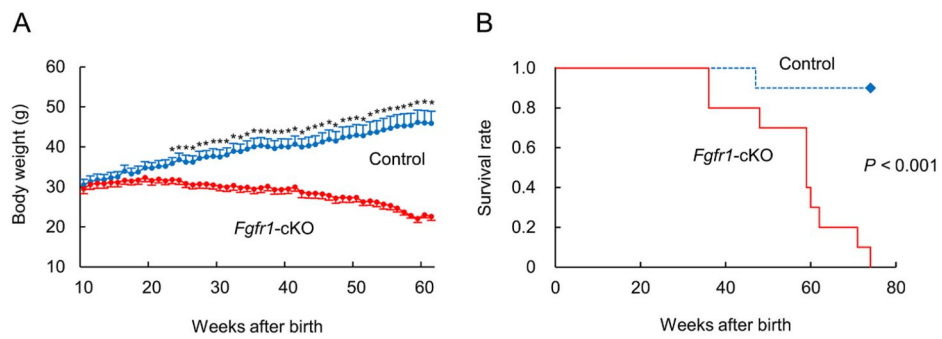 A
Body weight (g)
60
50
40
30
20
10
* * * * * * * * * * * * * * * * * * * * * * * * * * * * * * * * * * * * * * *
Control
Fgfr1-cKO
10 20 30 40 50 60
Weeks after birth
B
Survival rate
1.0
0.8
0.6
0.4
0.2
0
Control
Fgfr1-cKO
P < 0.001
0 20 40 60 80
Weeks after birth